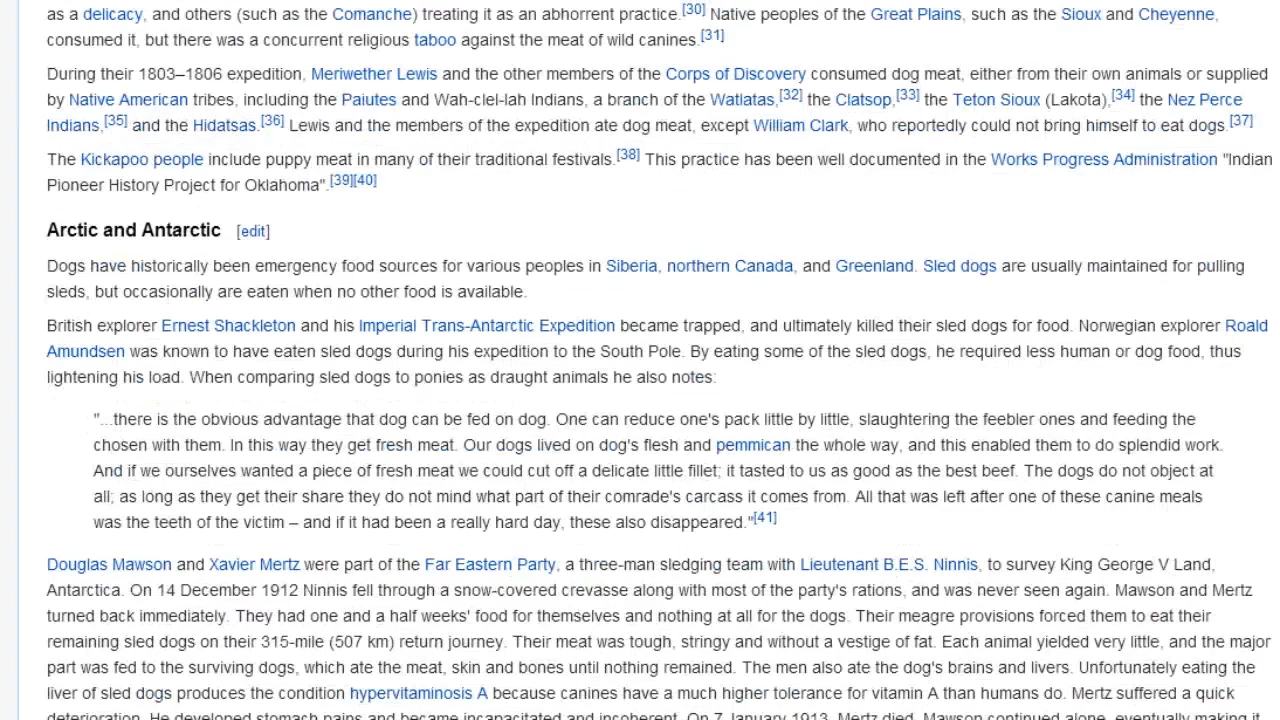 as a delicacy, and others (such as the Comanche) treating it as an abhorrent practice.[30] Native peoples of the Great Plains, such as the Sioux and Cheyenne,
consumed it, but there was a concurrent religious taboo against the meat of wild canines.[31]
During their 1803–1806 expedition, Meriwether Lewis and the other members of the Corps of Discovery consumed dog meat, either from their own animals or supplied
by Native American tribes, including the Paiutes and Wah-clel-lah Indians, a branch of the Watlatas,[32] the Clatsop,[33] the Teton Sioux (Lakota),[34] the Nez Perce
Indians,[35] and the Hidatsas.[36] Lewis and the members of the expedition ate dog meat, except William Clark, who reportedly could not bring himself to eat dogs.[37]
The Kickapoo people include puppy meat in many of their traditional festivals.[38] This practice has been well documented in the Works Progress Administration "Indian
Pioneer History Project for Oklahoma".[39][40]
Arctic and Antarctic [edit]
Dogs have historically been emergency food sources for various peoples in Siberia, northern Canada, and Greenland. Sled dogs are usually maintained for pulling
sleds, but occasionally are eaten when no other food is available.
British explorer Ernest Shackleton and his Imperial Trans-Antarctic Expedition became trapped, and ultimately killed their sled dogs for food. Norwegian explorer Roald
Amundsen was known to have eaten sled dogs during his expedition to the South Pole. By eating some of the sled dogs, he required less human or dog food, thus
lightening his load. When comparing sled dogs to ponies as draught animals he also notes:
"...there is the obvious advantage that dog can be fed on dog. One can reduce one's pack little by little, slaughtering the feebler ones and feeding the
chosen with them. In this way they get fresh meat. Our dogs lived on dog's flesh and pemmican the whole way, and this enabled them to do splendid work.
And if we ourselves wanted a piece of fresh meat we could cut off a delicate little fillet; it tasted to us as good as the best beef. The dogs do not object at
all; as long as they get their share they do not mind what part of their comrade's carcass it comes from. All that was left after one of these canine meals
was the teeth of the victim – and if it had been a really hard day, these also disappeared."[41]
Douglas Mawson and Xavier Mertz were part of the Far Eastern Party, a three-man sledging team with Lieutenant B.E.S. Ninnis, to survey King George V Land,
Antarctica. On 14 December 1912 Ninnis fell through a snow-covered crevasse along with most of the party's rations, and was never seen again. Mawson and Mertz
turned back immediately. They had one and a half weeks' food for themselves and nothing at all for the dogs. Their meagre provisions forced them to eat their
remaining sled dogs on their 315-mile (507 km) return journey. Their meat was tough, stringy and without a vestige of fat. Each animal yielded very little, and the major
part was fed to the surviving dogs, which ate the meat, skin and bones until nothing remained. The men also ate the dog's brains and livers. Unfortunately eating the
liver of sled dogs produces the condition hypervitaminosis A because canines have a much higher tolerance for vitamin A than humans do. Mertz suffered a quick
deterioration. He developed stomach pains and became incapacitated and incoherent. On 7 January 1913, Mertz died. Mawson continued alone, eventually making it